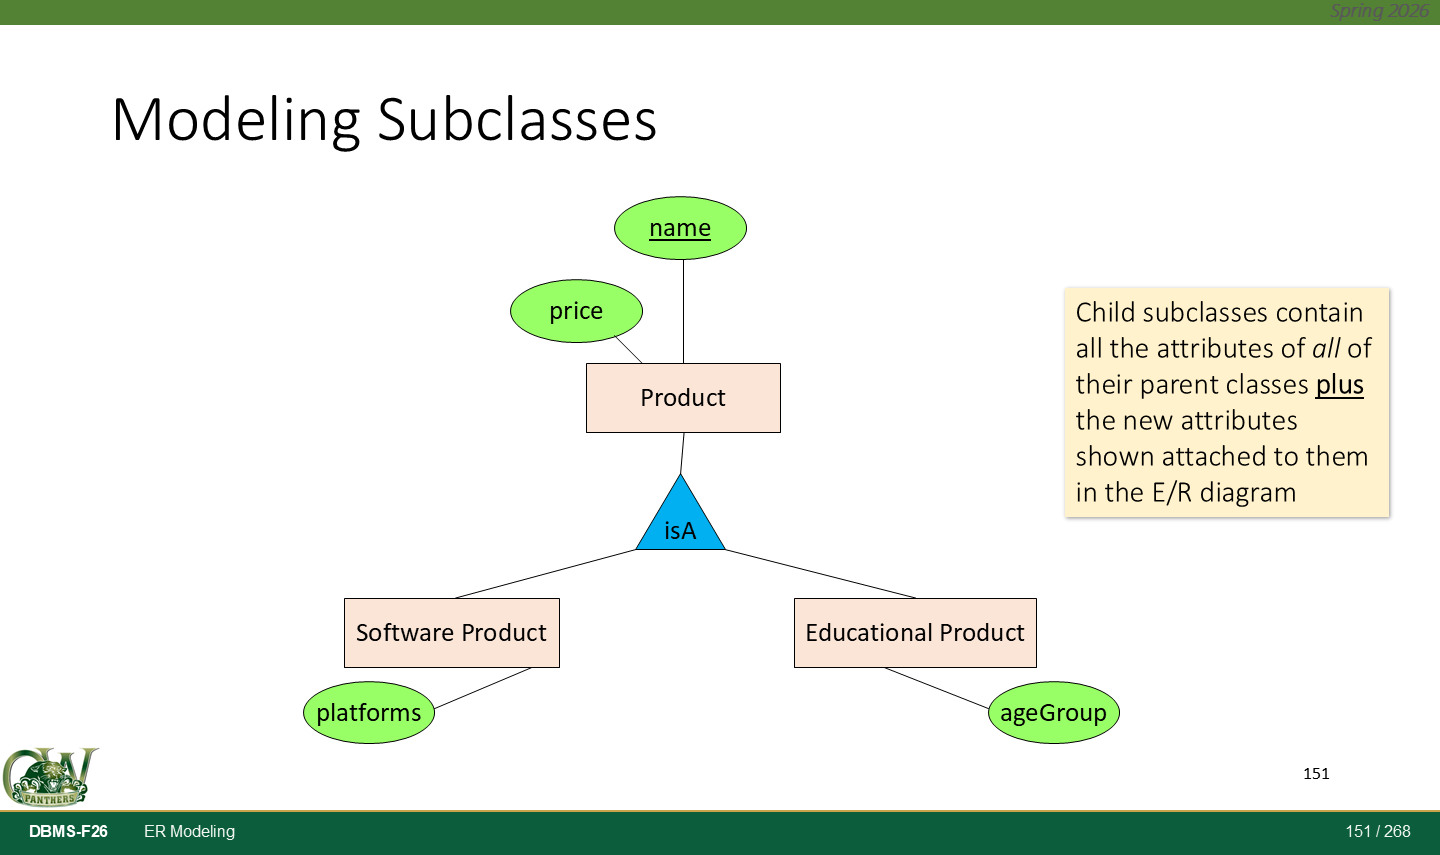 Spring 2026
Modeling Subclasses
name
price
Product
isA
Software Product
Educational Product
platforms
ageGroup
Child subclasses contain
all the attributes of all of
their parent classes plus
the new attributes
shown attached to them
in the E/R diagram
151
OW
PANTHERS
DBMS-F26
ER Modeling
151 / 268